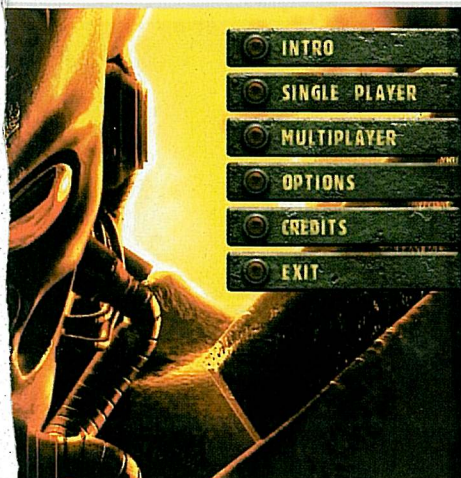 INTRO
SINGLE PLAYER
MULTIPLAYER
OPTIONS
CREDITS
EXIT